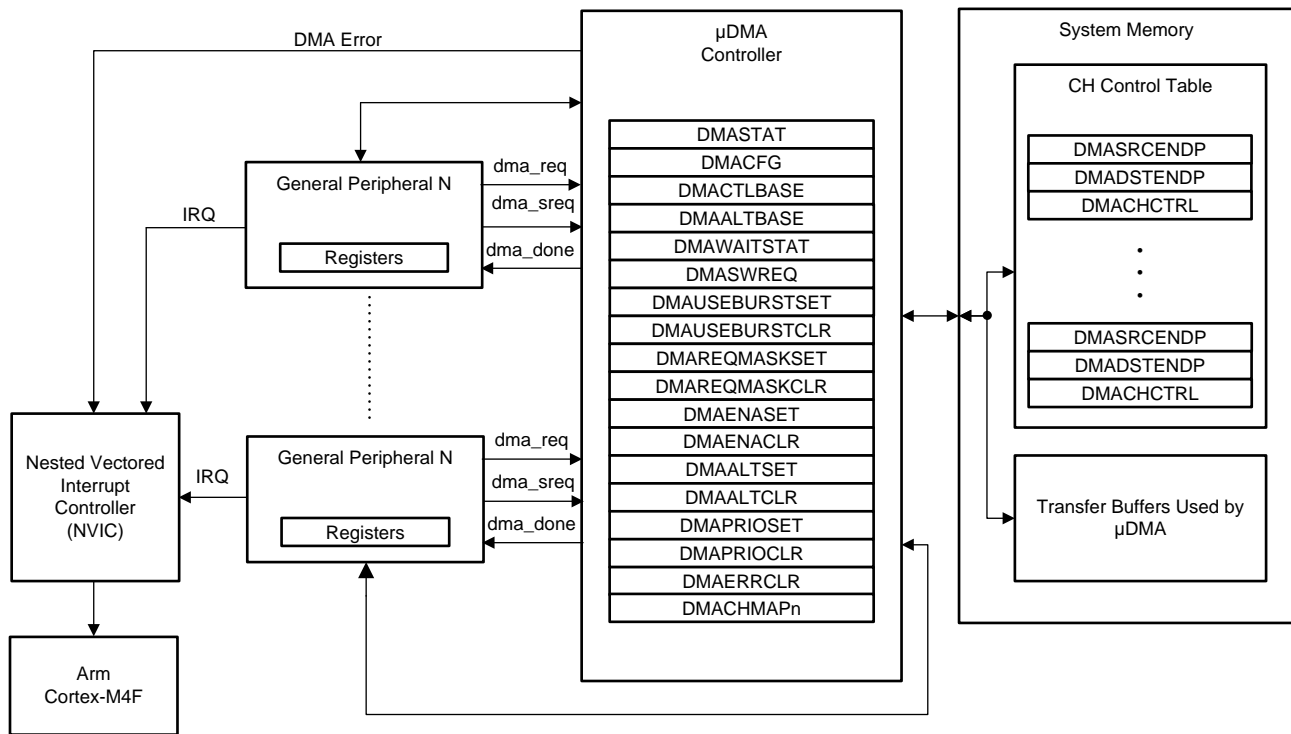 DMA Error
µDMA
Controller
DMASTAT
DMACFG
DMACTLBASE
DMAALTBASE
DMAWAITSTAT
DMASWREQ
DMAUSEBURSTSET
DMAUSEBURSTCLR
DMAREQMASKSET
DMAREQMASKCLR
DMAENASET
DMAENACLR
DMAALTSET
DMAALTCLR
DMAPRIOSET
DMAPRIOCLR
DMAERRCLR
DMACHMAPn
General Peripheral N
Registers
dma_req
dma_sreq
dma_done
IRQ
General Peripheral N
Registers
dma_req
dma_sreq
dma_done
IRQ
Nested Vectored
Interrupt
Controller
(NVIC)
Arm
Cortex-M4F
System Memory
CH Control Table
DMASRCENDP
DMADSTENDP
DMACHCTRL
DMASRCENDP
DMADSTENDP
DMACHCTRL
Transfer Buffers Used by
µDMA